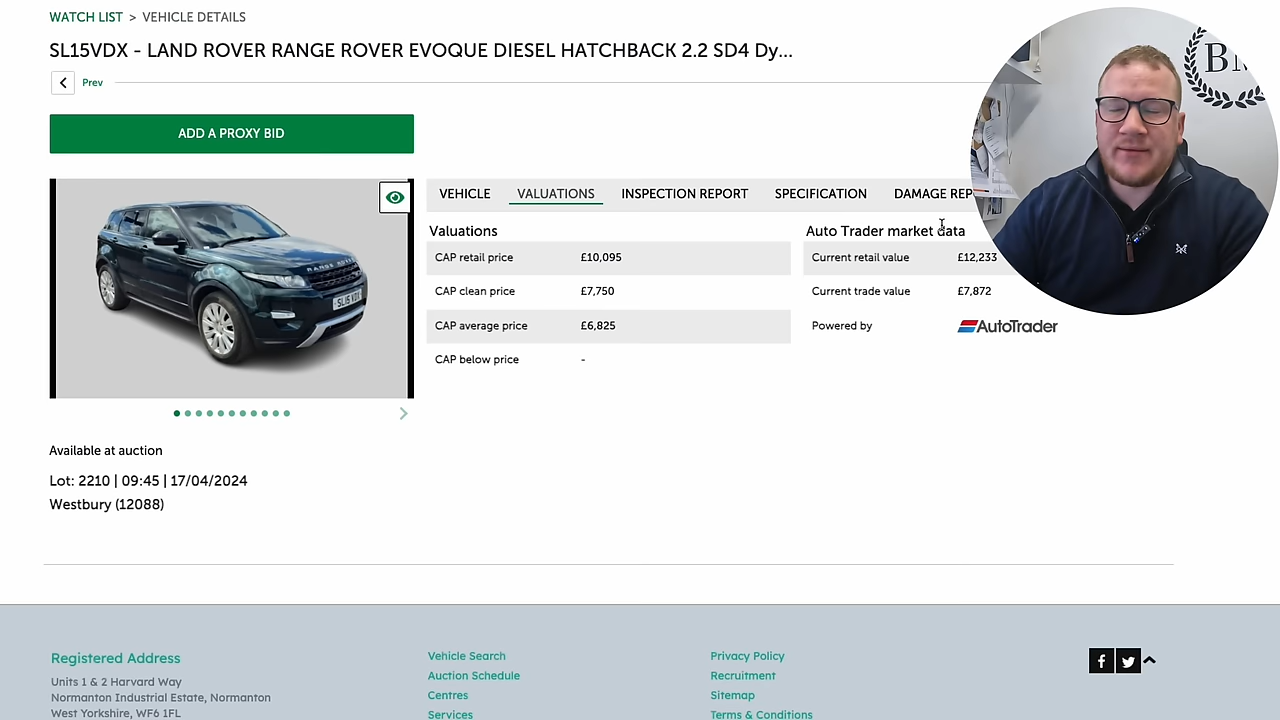 WATCH LIST > VEHICLE DETAILS
SL15VDX - LAND ROVER RANGE ROVER EVOQUE DIESEL HATCHBACK 2.2 SD4 Dy...
Prev
ADD A PROXY BID
VEHICLE VALUATIONS INSPECTION REPORT SPECIFICATION DAMAGE REP
Valuations
CAP retail price £10,095
CAP clean price £7,750
CAP average price £6,825
CAP below price -
Auto Trader market data
Current retail value £12,233
Current trade value £7,872
Powered by AutoTrader
RANGE ROVER
Available at auction
Lot: 2210 | 09:45 | 17/04/2024
Westbury (12088)
Registered Address
Units 1 & 2 Harvard Way
Normanton Industrial Estate, Normanton
West Yorkshire, WF6 1FL
Vehicle Search
Auction Schedule
Centres
Services
Privacy Policy
Recruitment
Sitemap
Terms & Conditions